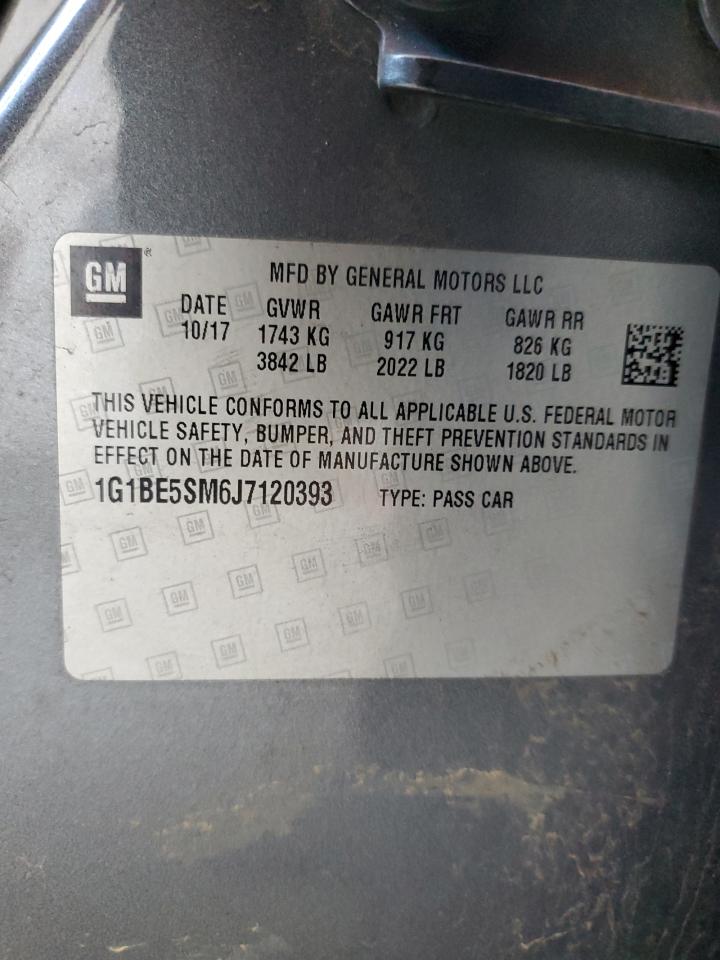 GM® MFD BY GENERAL MOTORS LLC
DATE GVWR GAWR FRT GAWR RR
10/17 1743 KG 917 KG 826 KG
3842 LB 2022 LB 1820 LB
THIS VEHICLE CONFORMS TO ALL APPLICABLE U.S. FEDERAL MOTOR
VEHICLE SAFETY, BUMPER, AND THEFT PREVENTION STANDARDS IN
EFFECT ON THE DATE OF MANUFACTURE SHOWN ABOVE.
1G1BE5SM6J7120393 TYPE: PASS CAR